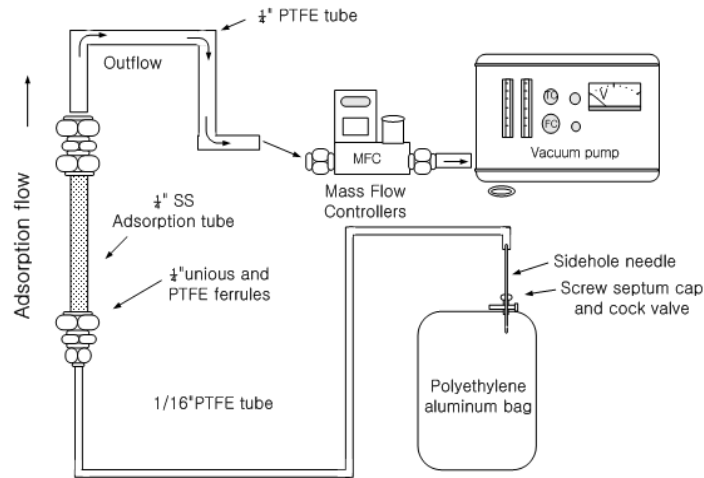 ¼" PTFE tube
Outflow
TC
FC
V
Vacuum pump
MFC
Mass Flow
Controllers
Adsorption flow
¼" SS
Adsorption tube
¼"unious and
PTFE ferrules
Sidehole needle
Screw septum cap
and cock valve
1/16"PTFE tube
Polyethylene
aluminum bag